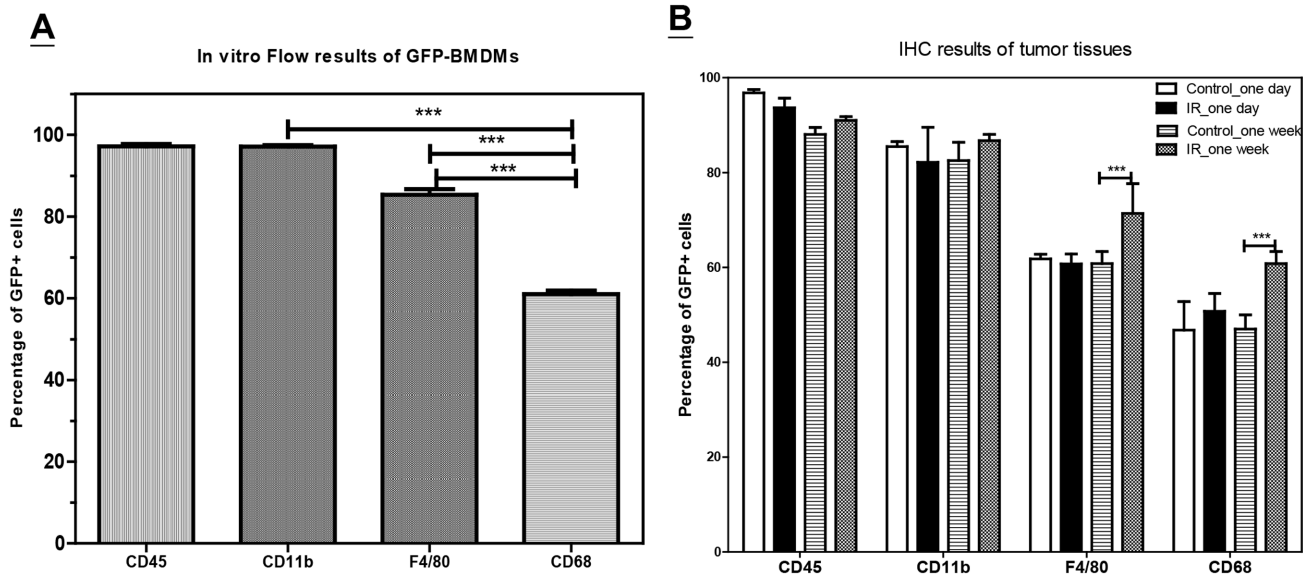 A
In vitro Flow results of GFP-BMDMs
Percentage of GFP+ cells
100
80
60
40
20
0
***
***
***
CD45 CD11b F4/80 CD68
B
IHC results of tumor tissues
Percentage of GFP+ cells
100
80
60
40
20
0
Control_one day
IR_one day
Control_one week
IR_one week
***
***
CD45 CD11b F4/80 CD68